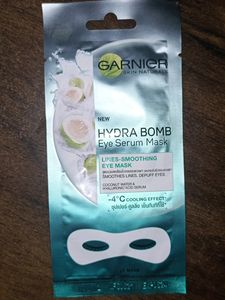 GARNIER
SKIN NATURALS
NEW
HYDRA BOMB
Eye Serum Mask
LINES-SMOOTHING
EYE MASK
SMOOTHES LINES, DEPUFF EYES
COCONUT WATER &
HYALURONIC ACID SERUM
-4°C COOLING EFFECT*